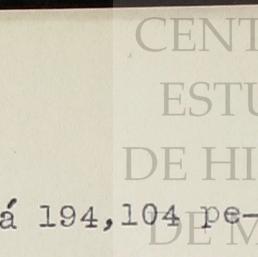 CENT
ESTU
DE HI
DE M
á 194,104 pe-